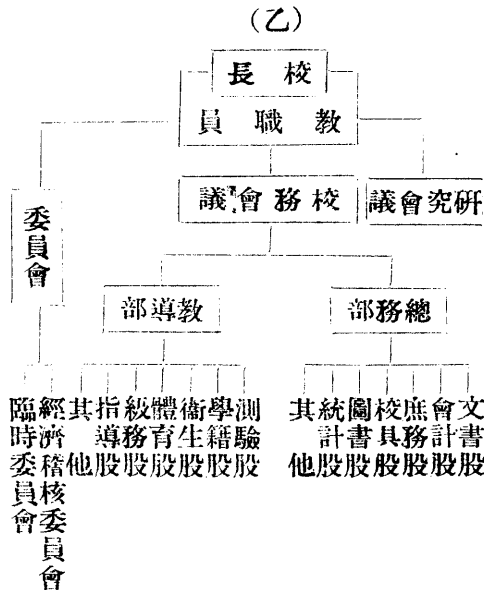 （乙）
校長
教職員
研究會議
校務會議
委員會
總務部
教導部
文書股
會計股
庶務股
校具股
圖書股
統計股
其他
測驗股
學籍股
衞生股
體育股
級務股
指導股
其他
經濟稽核委員會
臨時委員會